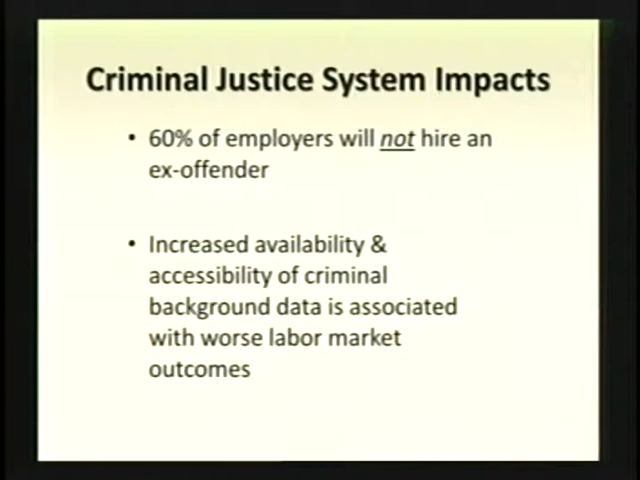 Criminal Justice System Impacts
• 60% of employers will not hire an
ex-offender
• Increased availability &
accessibility of criminal
background data is associated
with worse labor market
outcomes